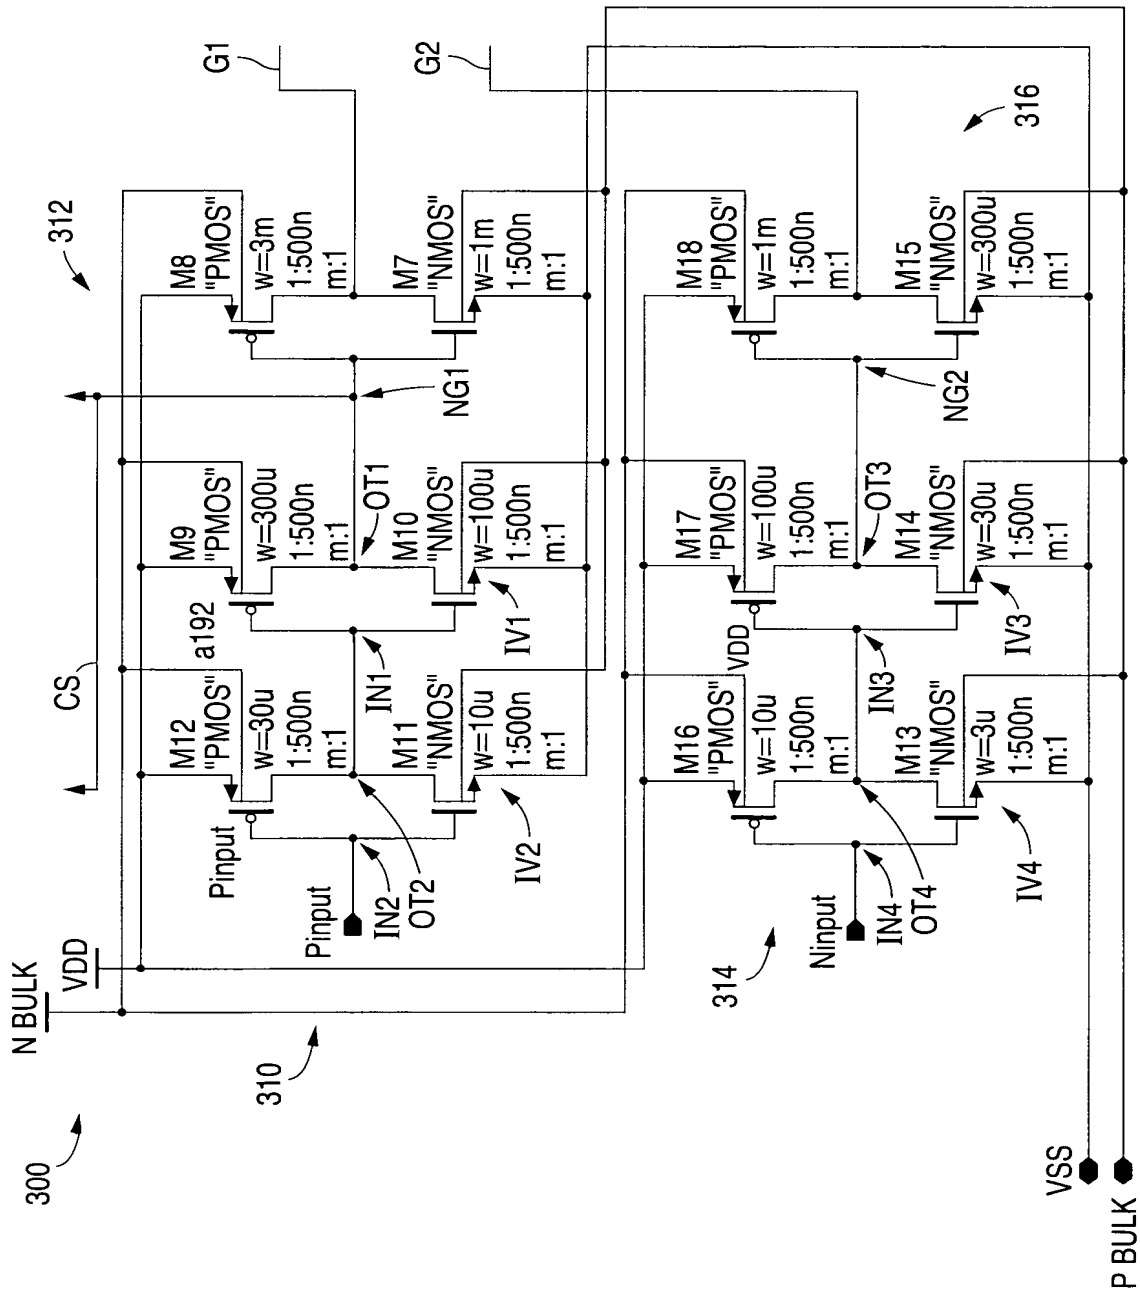 300
N BULK
VDD
310
CS
312
Pinput
Pinput
IN2
OT2
M12
"PMOS"
w=30u
1:500n
m:1
M11
"NMOS"
w=10u
1:500n
m:1
IV2
a192
IN1
M9
"PMOS"
w=300u
1:500n
m:1
OT1
M10
"NMOS"
w=100u
1:500n
m:1
IV1
NG1
M8
"PMOS"
w=3m
1:500n
m:1
M7
"NMOS"
w=1m
1:500n
m:1
G1
G2
314
Ninput
IN4
OT4
M16
"PMOS"
w=10u
1:500n
m:1
M13
"NMOS"
w=3u
1:500n
m:1
IV4
VDD
IN3
M17
"PMOS"
w=100u
1:500n
m:1
OT3
M14
"NMOS"
w=30u
1:500n
m:1
IV3
NG2
M18
"PMOS"
w=1m
1:500n
m:1
M15
"NMOS"
w=300u
1:500n
m:1
316
VSS
P BULK